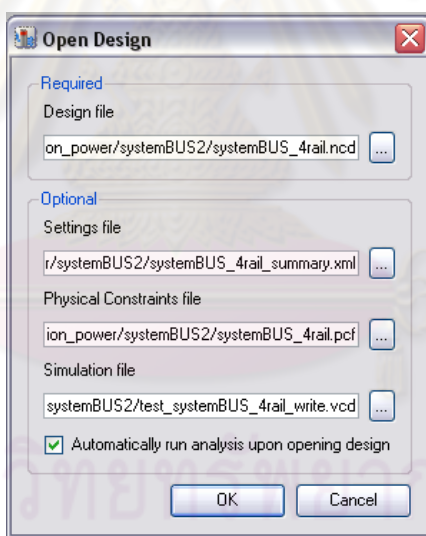 Open Design
Required
Design file
on_power/systemBUS2/systemBUS_4rail.ncd
...
Optional
Settings file
r/systemBUS2/systemBUS_4rail_summary.xml
...
Physical Constraints file
ion_power/systemBUS2/systemBUS_4rail.pcf
...
Simulation file
systemBUS2/test_systemBUS_4rail_write.vcd
...
Automatically run analysis upon opening design
OK Cancel